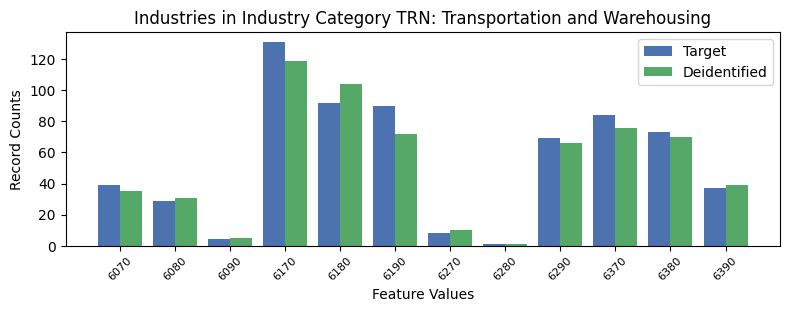 Industries in Industry Category TRN: Transportation and Warehousing
Target
Deidentified
Record Counts
120
100
80
60
40
20
0
6070 6080 6090 6170 6180 6190 6270 6280 6290 6370 6380 6390
Feature Values